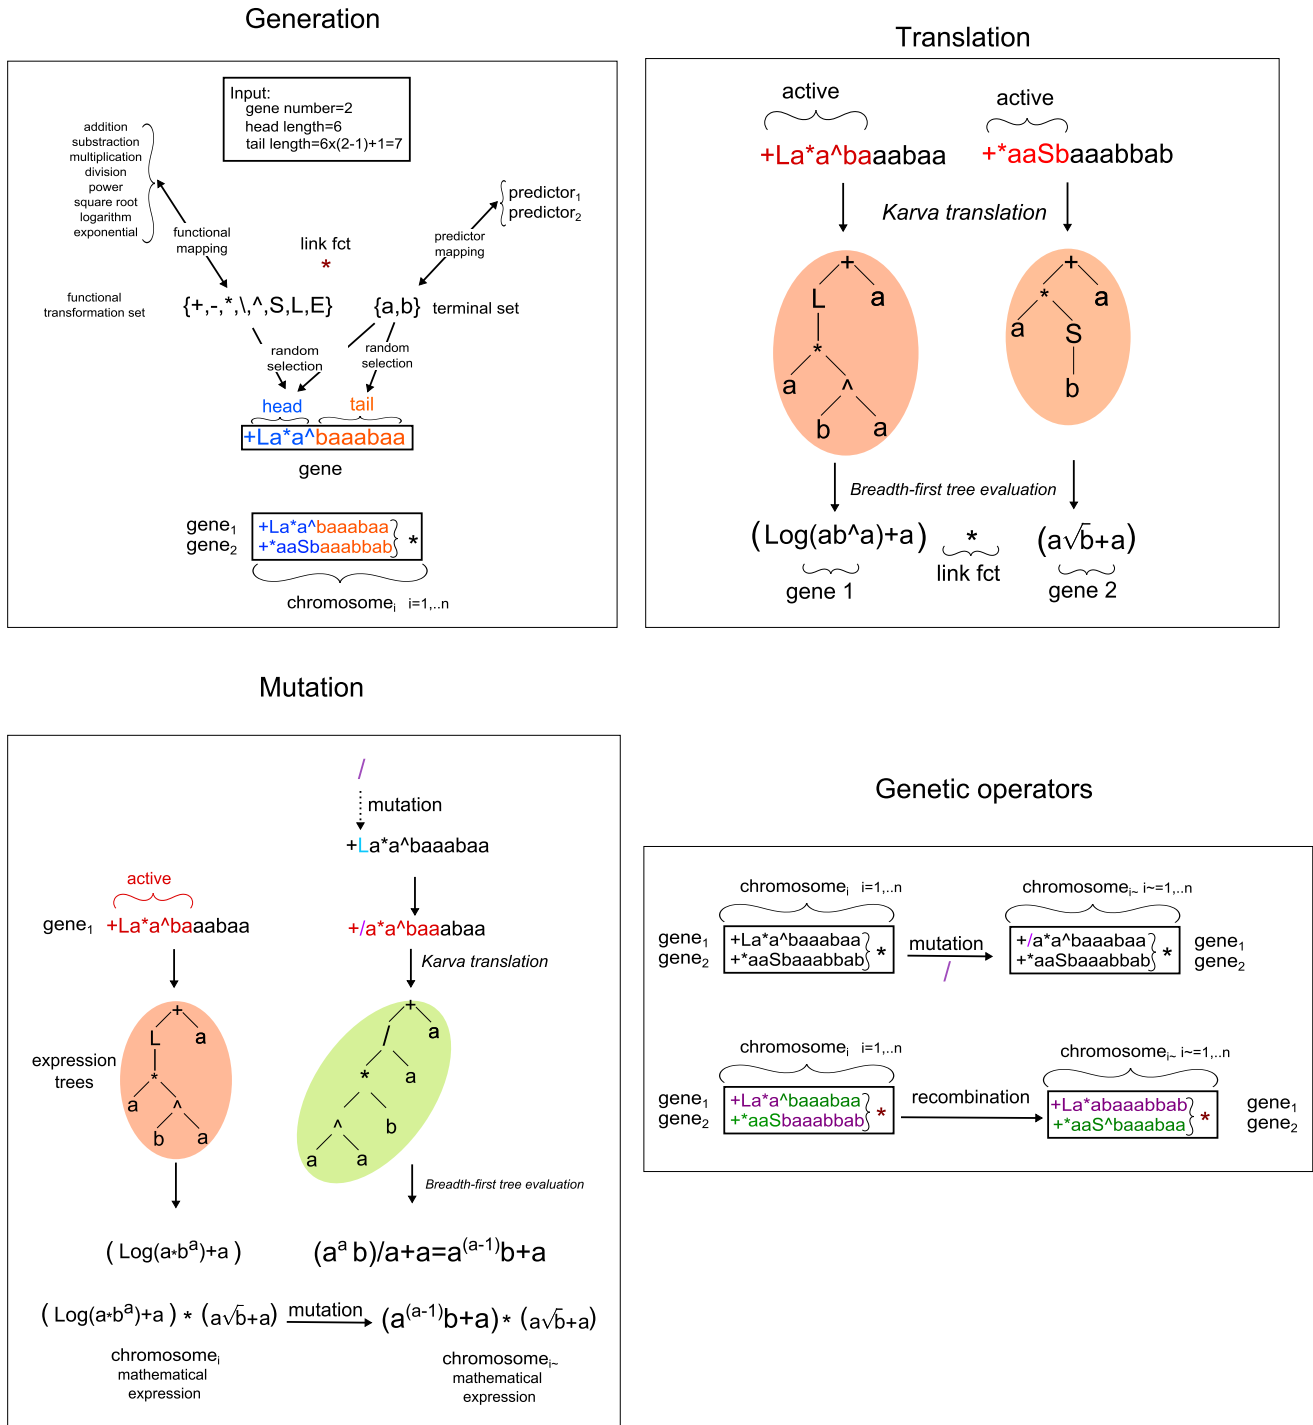 Generation
Input:
gene number=2
head length=6
tail length=6x(2-1)+1=7
addition
substraction
multiplication
division
power
square root
logarithm
exponential
functional
mapping
link fct
*
predictor
mapping
predictor1
predictor2
functional
transformation set
{+,-,*,\,^,S,L,E}
{a,b}
terminal set
random
selection
random
selection
head
tail
+La*a^baaabaa
gene
gene1
gene2
+La*a^baaabaa
+*aaSbaaabbab
*
chromosomei i=1,..n
Translation
active
active
+La*a^baaabaa
+*aaSbaaabbab
Karva translation
+
L
a
*
a
^
b
a
+
*
a
a
S
b
Breadth-first tree evaluation
(Log(ab^a)+a)
*
(a√b+a)
gene 1
link fct
gene 2
Mutation
/
mutation
+La*a^baaabaa
active
gene1
+La*a^baaabaa
+/a*a^baaabaa
Karva translation
expression
trees
+
L
a
*
a
^
b
a
+
/
a
*
a
^
b
a
a
Breadth-first tree evaluation
(Log(a*b^a)+a)
(a^a b)/a+a=a^(a-1)b+a
(Log(a*b^a)+a) * (a√b+a)
mutation
(a^(a-1)b+a) * (a√b+a)
chromosomei
mathematical
expression
chromosomei~
mathematical
expression
Genetic operators
chromosomei i=1,..n
chromosomei~ i~=1,..n
gene1
gene2
+La*a^baaabaa
+*aaSbaaabbab
*
mutation
/
+/a*a^baaabaa
+*aaSbaaabbab
*
gene1
gene2
chromosomei i=1,..n
chromosomei~ i~=1,..n
gene1
gene2
+La*a^baaabaa
+*aaSbaaabbab
*
recombination
+La*abaaabbab
+*aaS^baaabaa
*
gene1
gene2